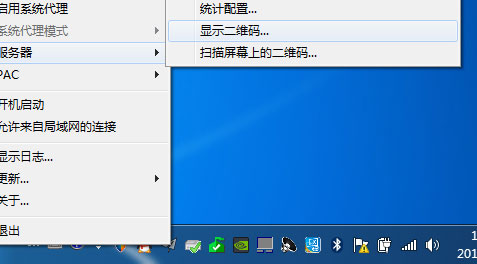 启用系统代理
系统代理模式
服务器
PAC
开机启动
允许来自局域网的连接
显示日志...
更新...
关于...
退出
统计配置...
显示二维码...
扫描屏幕上的二维码...
1
201